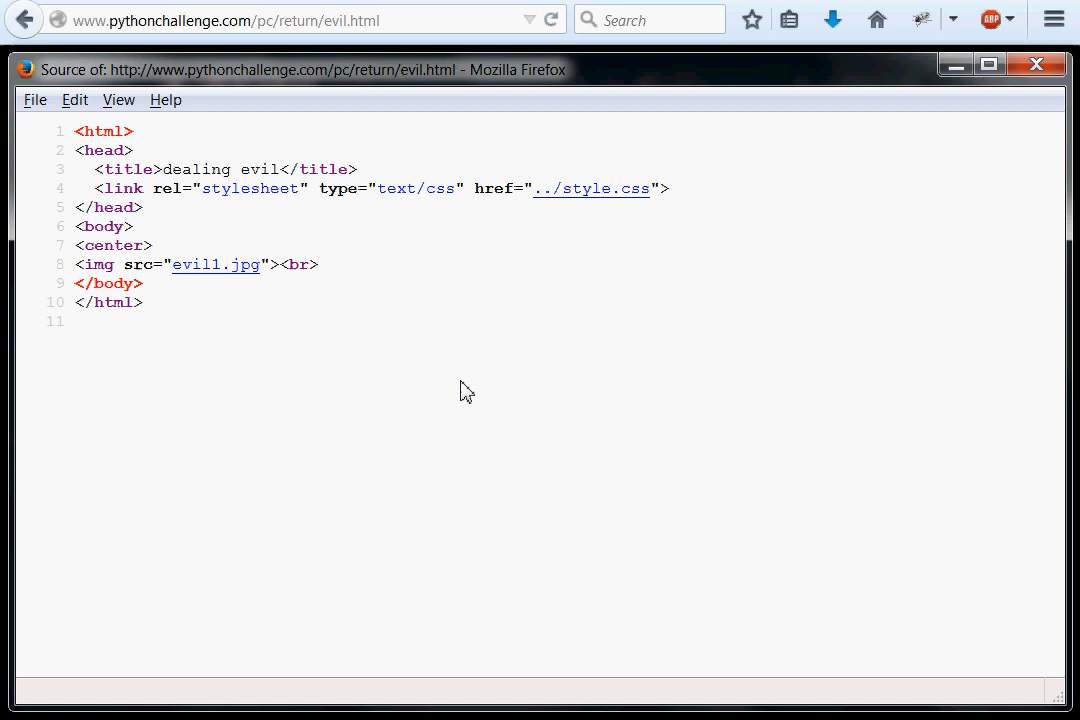 www.pythonchallenge.com/pc/return/evil.html
Search
ABP
Source of: http://www.pythonchallenge.com/pc/return/evil.html - Mozilla Firefox
File Edit View Help
1 <html>
2 <head>
3   <title>dealing evil</title>
4   <link rel="stylesheet" type="text/css" href="../style.css">
5 </head>
6 <body>
7 <center>
8 <img src="evil1.jpg"><br>
9 </body>
10 </html>
11